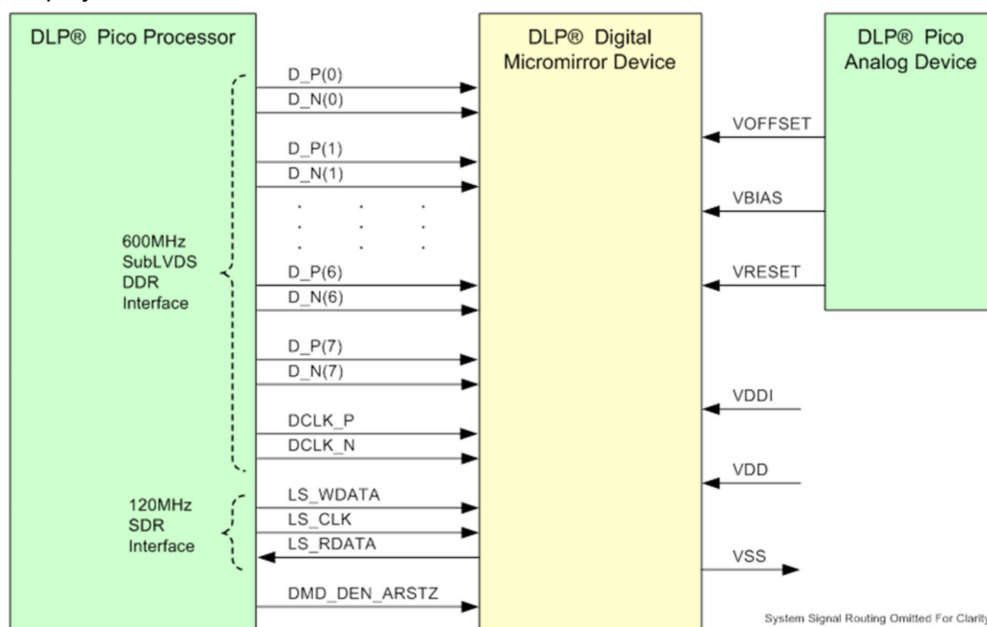 DLP® Pico Processor
DLP® Digital
Micromirror Device
DLP® Pico
Analog Device
D_P(0)
D_N(0)
D_P(1)
D_N(1)
. . .
. . .
. . .
600MHz
SubLVDS
DDR
Interface
D_P(6)
D_N(6)
D_P(7)
D_N(7)
DCLK_P
DCLK_N
120MHz
SDR
Interface
LS_WDATA
LS_CLK
LS_RDATA
DMD_DEN_ARSTZ
VOFFSET
VBIAS
VRESET
VDDI
VDD
VSS
System Signal Routing Omitted For Clarity